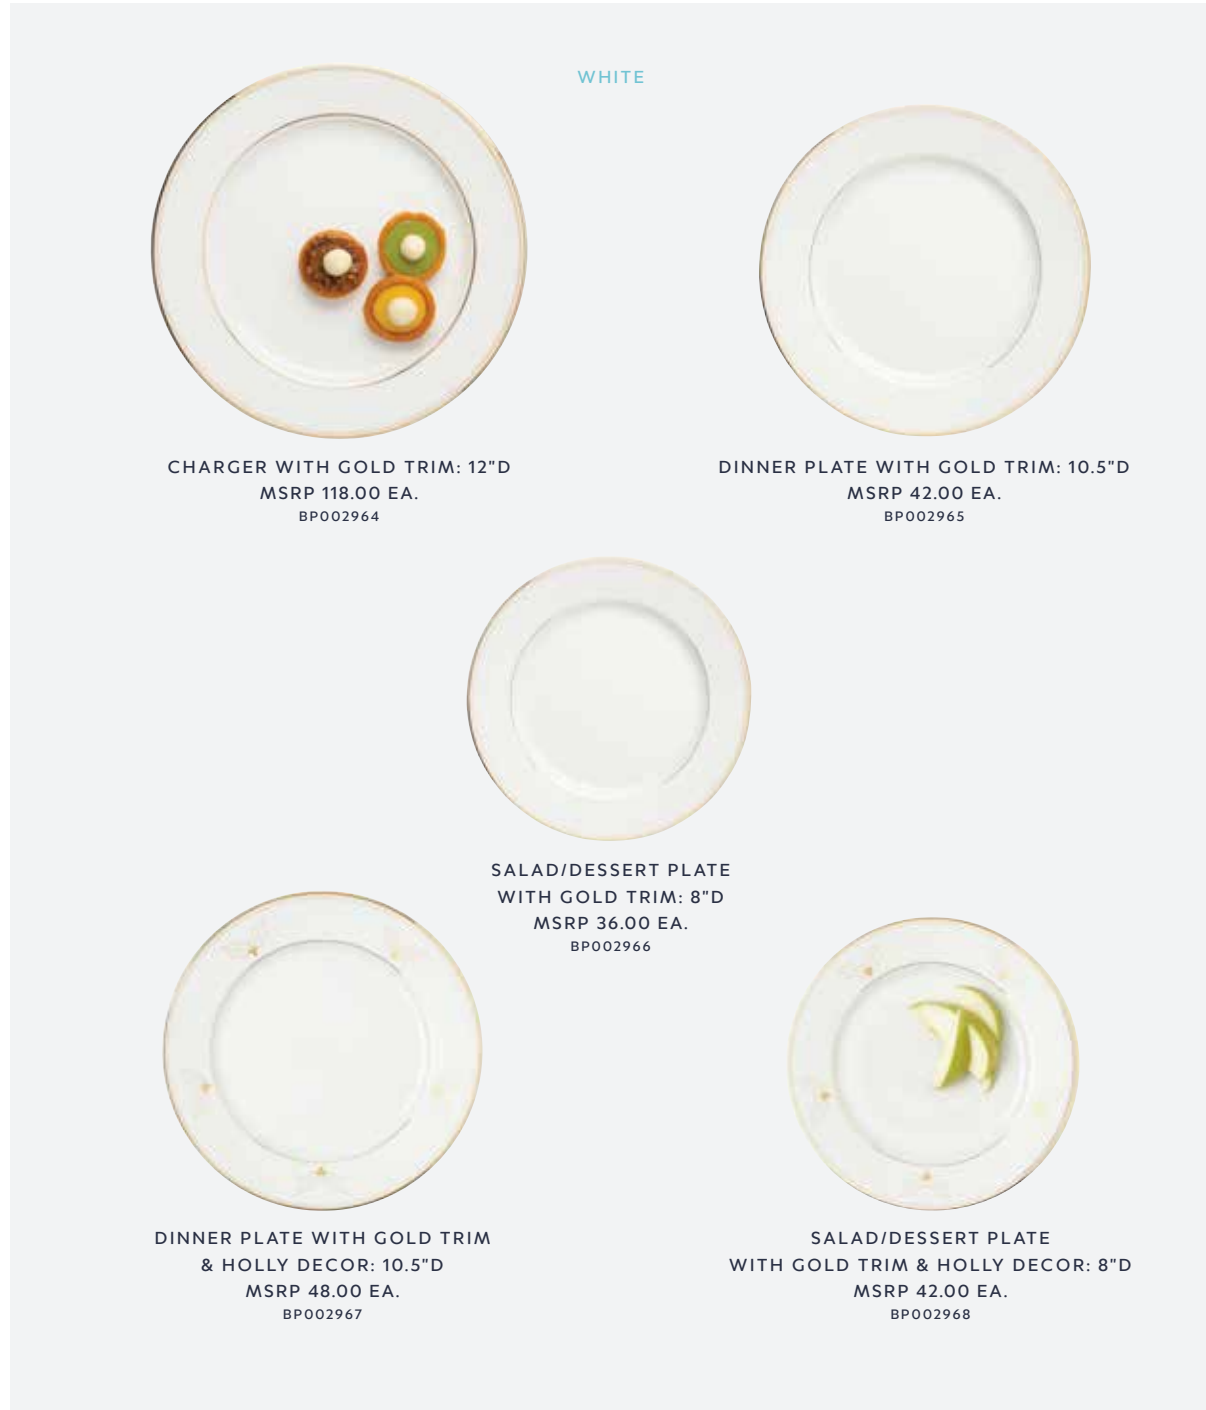 WHITE
CHARGER WITH GOLD TRIM: 12"D
MSRP 118.00 EA.
BP002964
DINNER PLATE WITH GOLD TRIM: 10.5"D
MSRP 42.00 EA.
BP002965
SALAD/DESSERT PLATE
WITH GOLD TRIM: 8"D
MSRP 36.00 EA.
BP002966
DINNER PLATE WITH GOLD TRIM
& HOLLY DECOR: 10.5"D
MSRP 48.00 EA.
BP002967
SALAD/DESSERT PLATE
WITH GOLD TRIM & HOLLY DECOR: 8"D
MSRP 42.00 EA.
BP002968